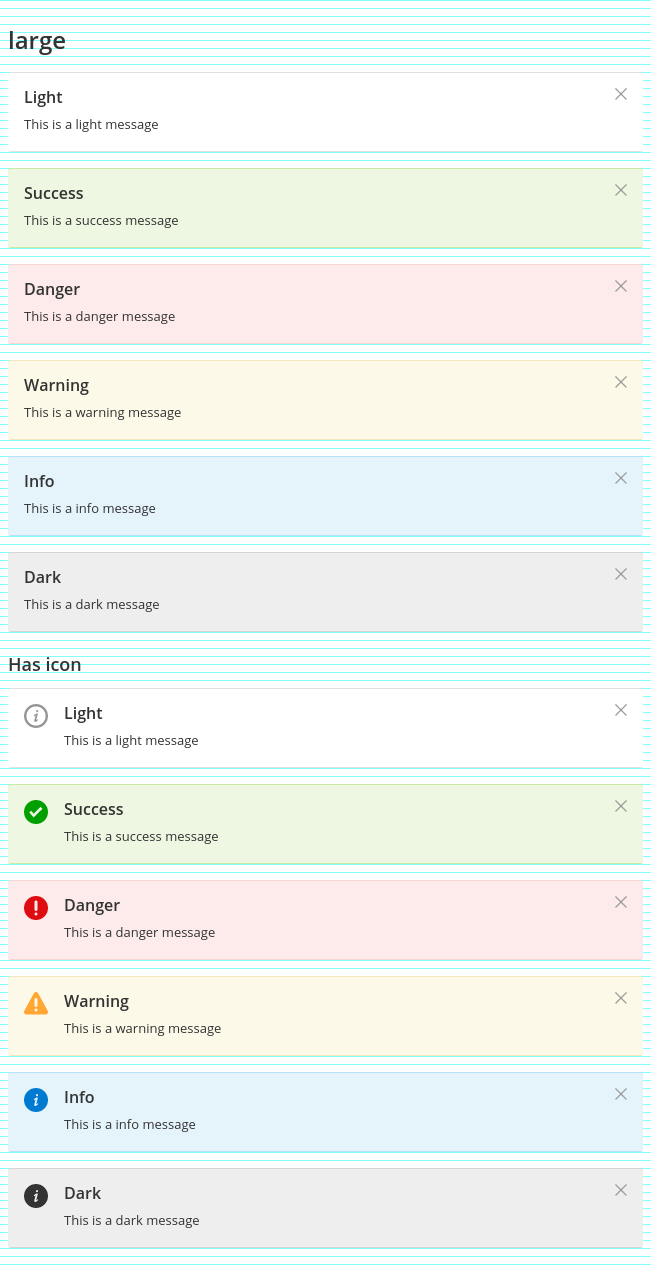 large
Light
This is a light message
Success
This is a success message
Danger
This is a danger message
Warning
This is a warning message
Info
This is a info message
Dark
This is a dark message
Has icon
Light
This is a light message
Success
This is a success message
Danger
This is a danger message
Warning
This is a warning message
Info
This is a info message
Dark
This is a dark message